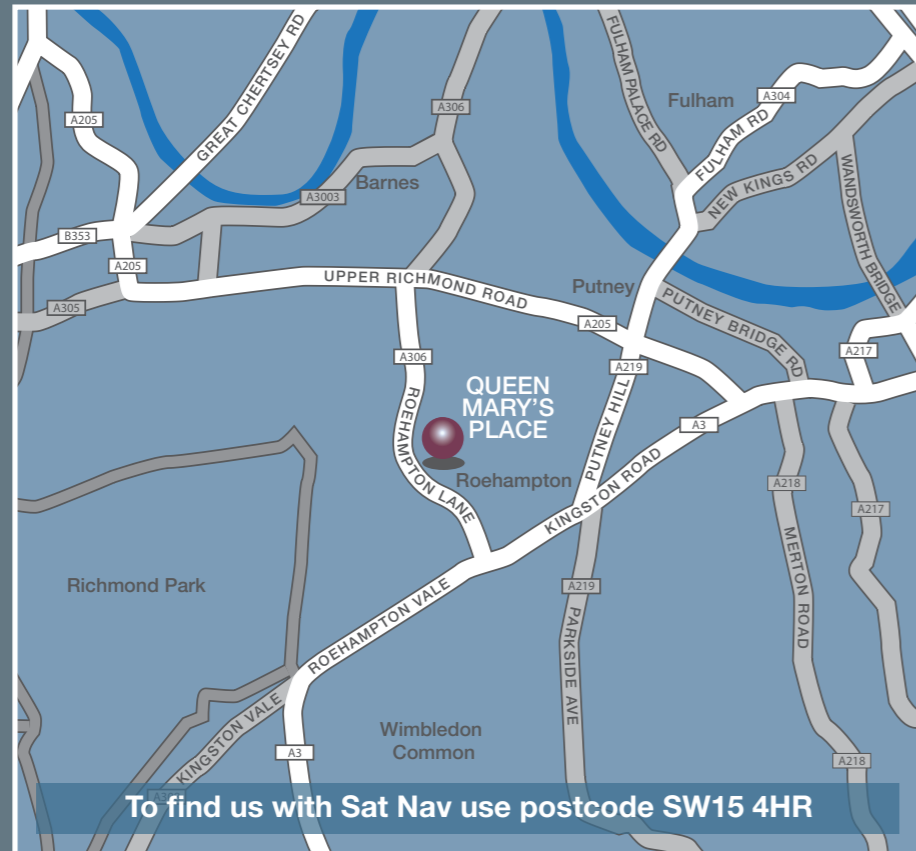 GREAT CHERTSEY RD
FULHAM PALACE RD
Fulham
A304
FULHAM RD
A205
A306
NEW KINGS RD
WANDSWORTH BRIDGE
Barnes
A3003
B353
A205
UPPER RICHMOND ROAD
Putney
PUTNEY BRIDGE RD
A305
A205
A217
A306
A219
QUEEN
MARY'S
PLACE
ROEHAMPTON LANE
PUTNEY HILL
A3
KINGSTON ROAD
Roehampton
A218
A217
MERTON ROAD
Richmond Park
A219
ROEHAMPTON VALE
PARKSIDE AVE
KINGSTON VALE
Wimbledon
Common
A3
A218
To find us with Sat Nav use postcode SW15 4HR